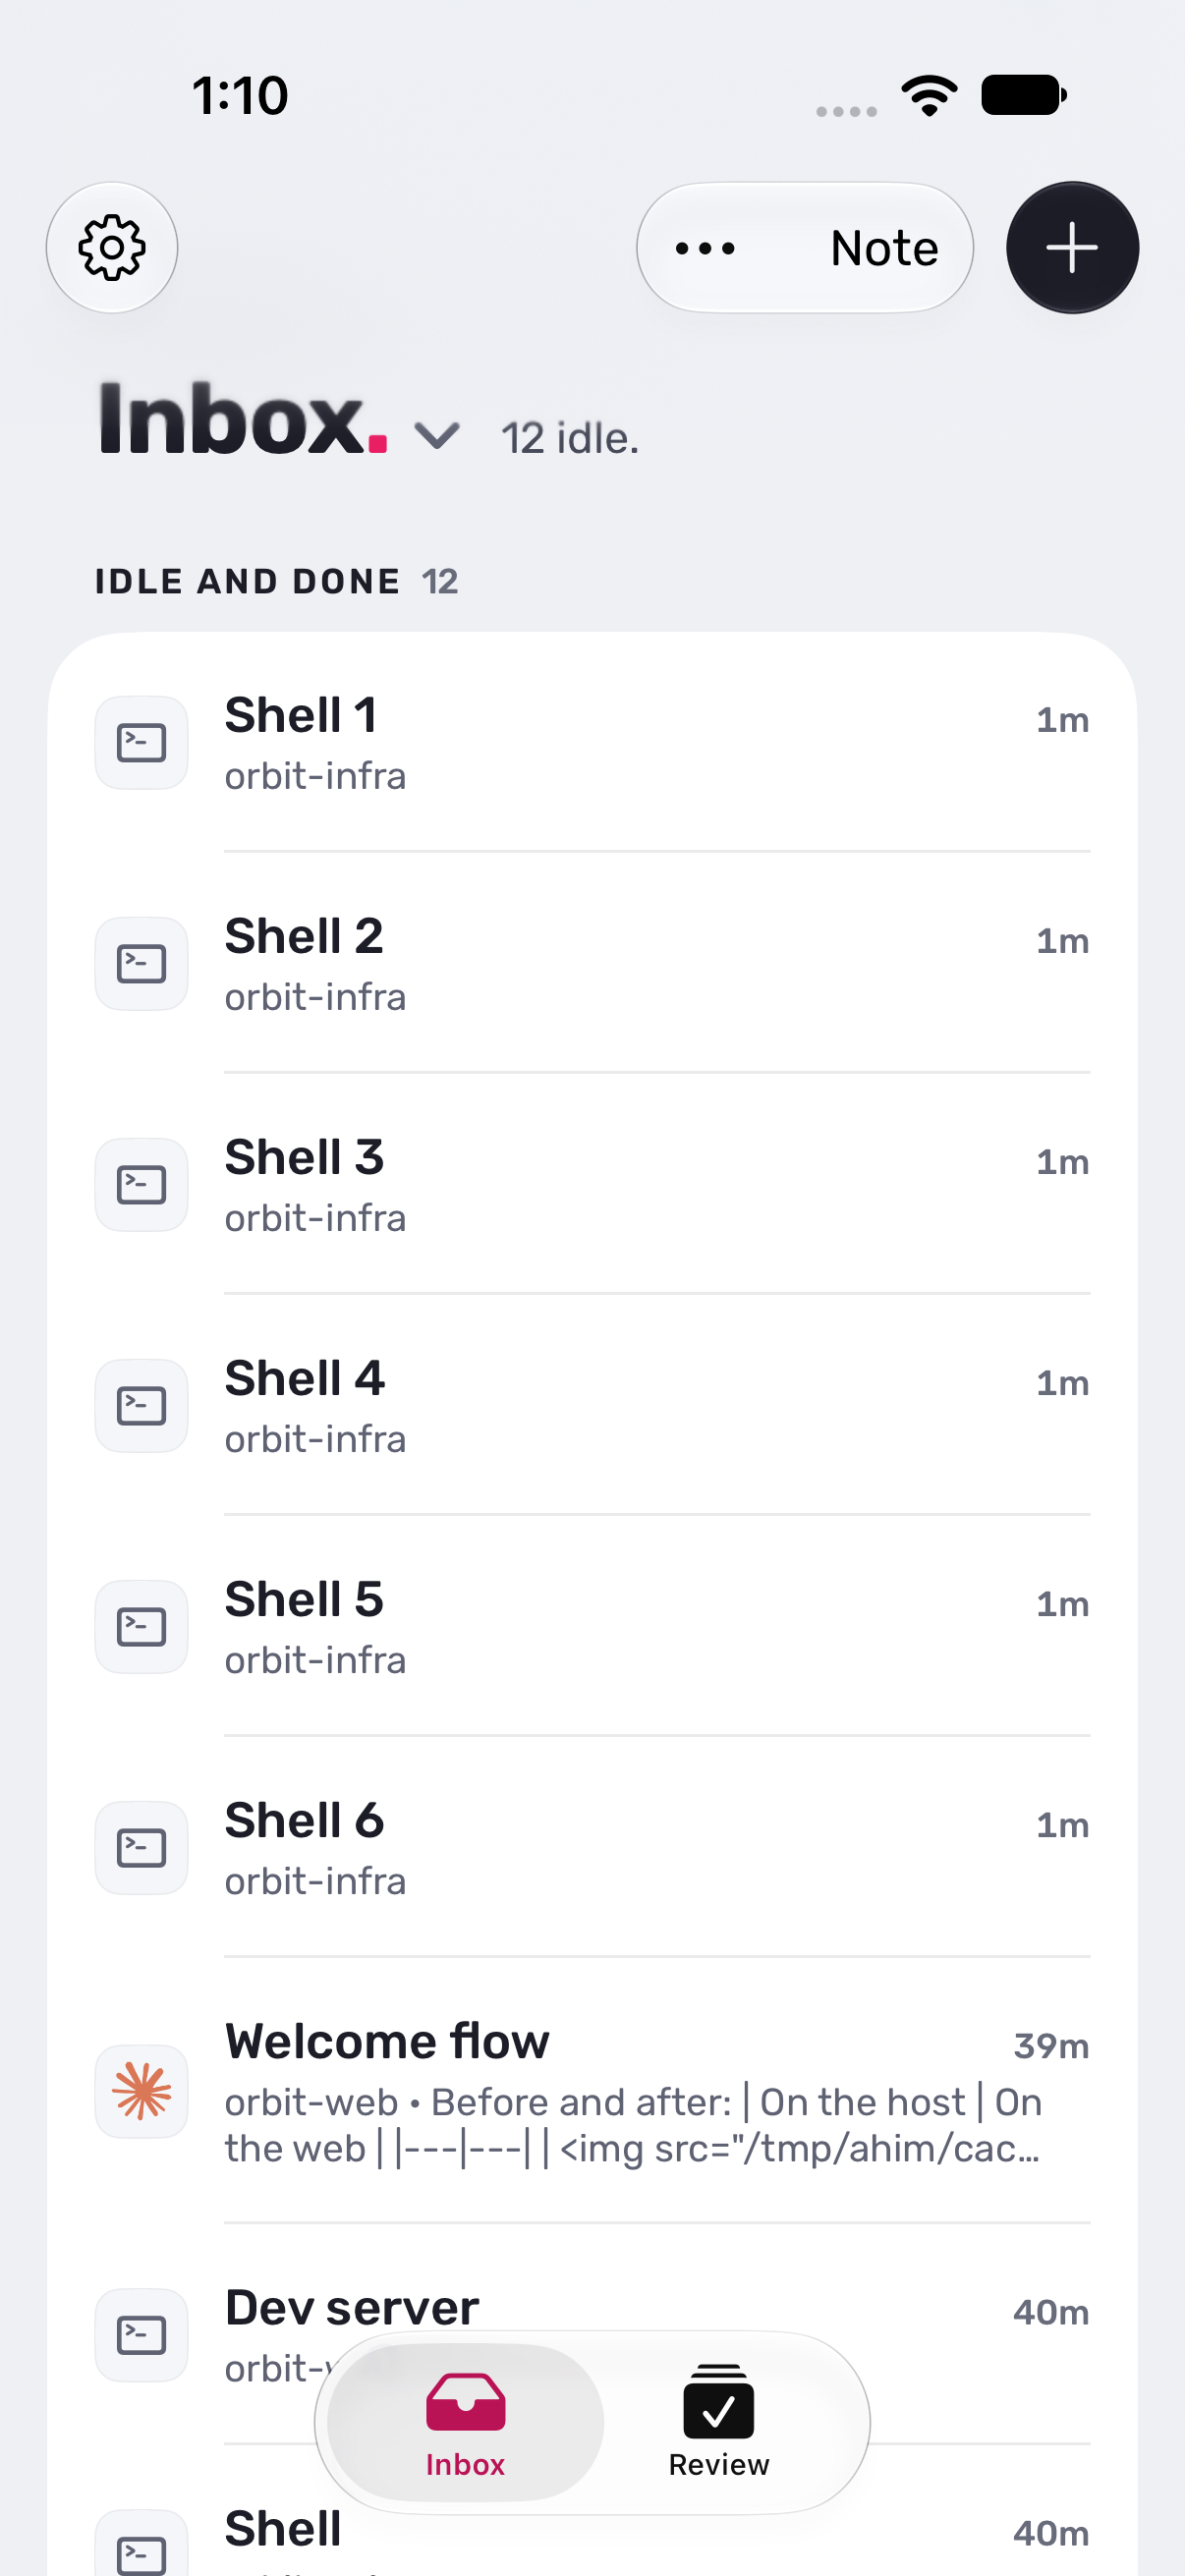 1:10
Note
Inbox. 12 idle.
IDLE AND DONE 12
Shell 1 1m
orbit-infra
Shell 2 1m
orbit-infra
Shell 3 1m
orbit-infra
Shell 4 1m
orbit-infra
Shell 5 1m
orbit-infra
Shell 6 1m
orbit-infra
Welcome flow 39m
orbit-web • Before and after: | On the host | On
the web | |---|---| | <img src="/tmp/ahim/cac…
Dev server 40m
Inbox
Review
Shell 40m